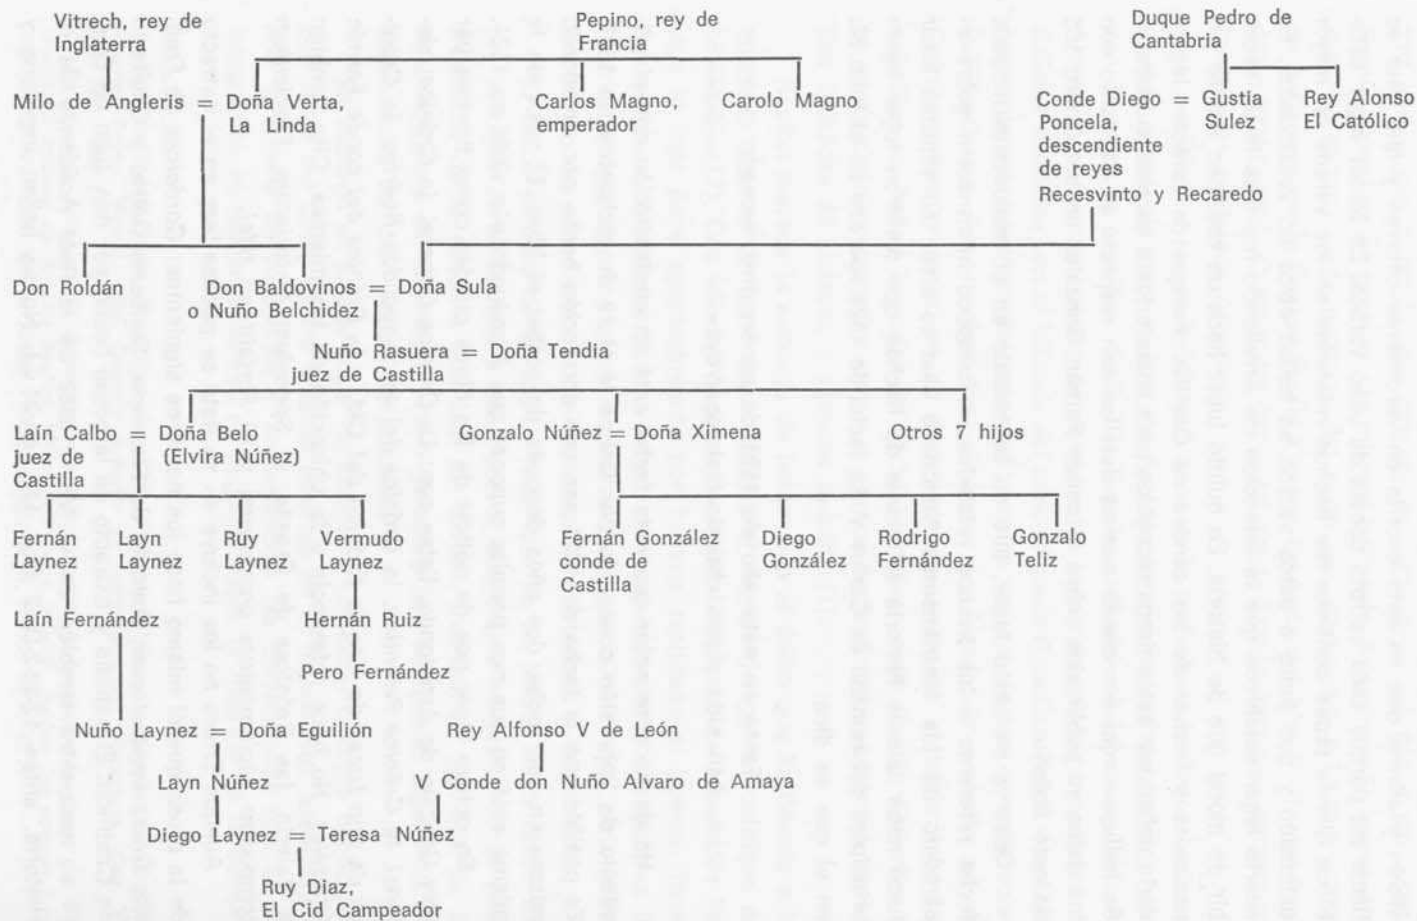 Vitrech, rey de
Inglaterra
Pepino, rey de
Francia
Duque Pedro de
Cantabria
Milo de Angleris = Doña Verta,
La Linda
Carlos Magno,
emperador
Carolo Magno
Conde Diego = Gustia
Poncela, Sulez
descendiente
de reyes
Recesvinto y Recaredo
Rey Alonso
El Católico
Don Roldán
Don Baldovinos = Doña Sula
o Nuño Belchidez
Nuño Rasuera = Doña Tendia
juez de Castilla
Laín Calbo = Doña Belo
juez de (Elvira Núñez)
Castilla
Gonzalo Núñez = Doña Ximena
Otros 7 hijos
Fernán
Laynez
Layn
Laynez
Ruy
Laynez
Vermudo
Laynez
Fernán González
conde de
Castilla
Diego
González
Rodrigo
Fernández
Gonzalo
Teliz
Laín Fernández
Hernán Ruiz
Pero Fernández
Nuño Laynez = Doña Eguilión
Rey Alfonso V de León
Layn Núñez
V Conde don Nuño Alvaro de Amaya
Diego Laynez = Teresa Núñez
Ruy Diaz,
El Cid Campeador